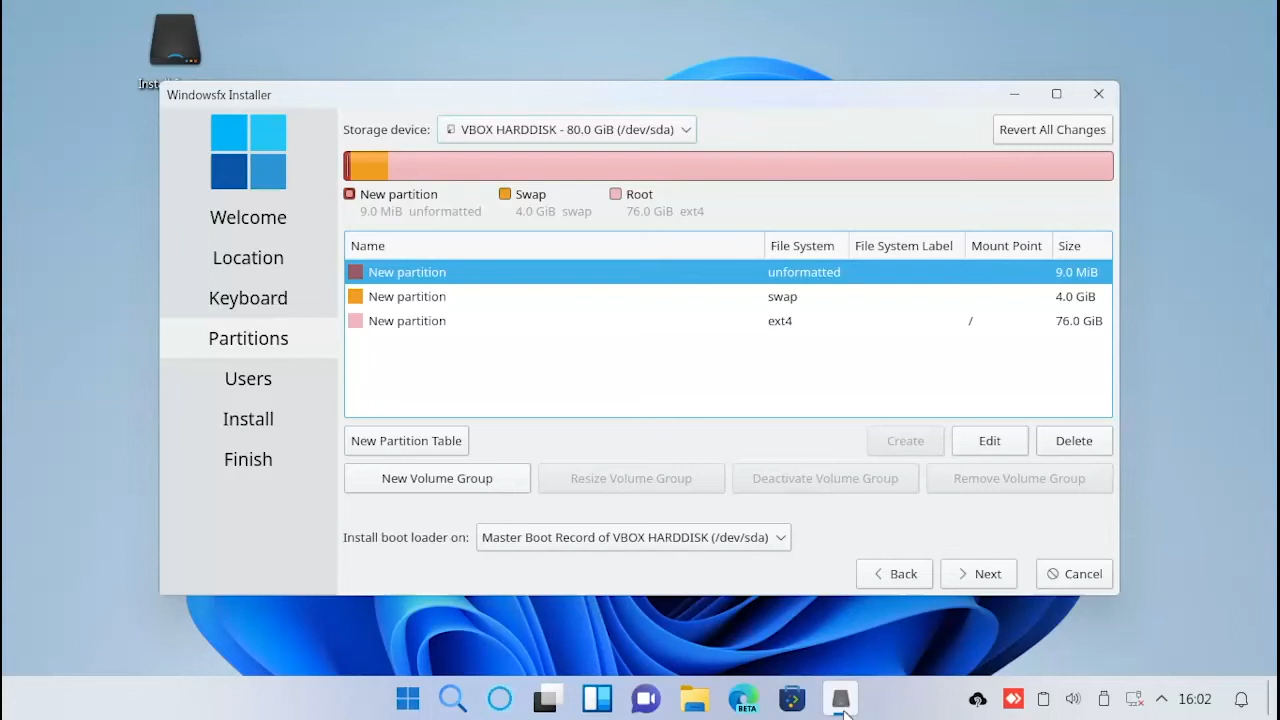 Windowsfx Installer
Welcome
Location
Keyboard
Partitions
Users
Install
Finish
Storage device: VBOX HARDDISK - 80.0 GiB (/dev/sda) Revert All Changes
New partition Swap Root
9.0 MiB unformatted 4.0 GiB swap 76.0 GiB ext4
Name File System File System Label Mount Point Size
New partition unformatted 9.0 MiB
New partition swap 4.0 GiB
New partition ext4 / 76.0 GiB
New Partition Table Create Edit Delete
New Volume Group Resize Volume Group Deactivate Volume Group Remove Volume Group
Install boot loader on: Master Boot Record of VBOX HARDDISK (/dev/sda)
Back Next Cancel
BETA
16:02